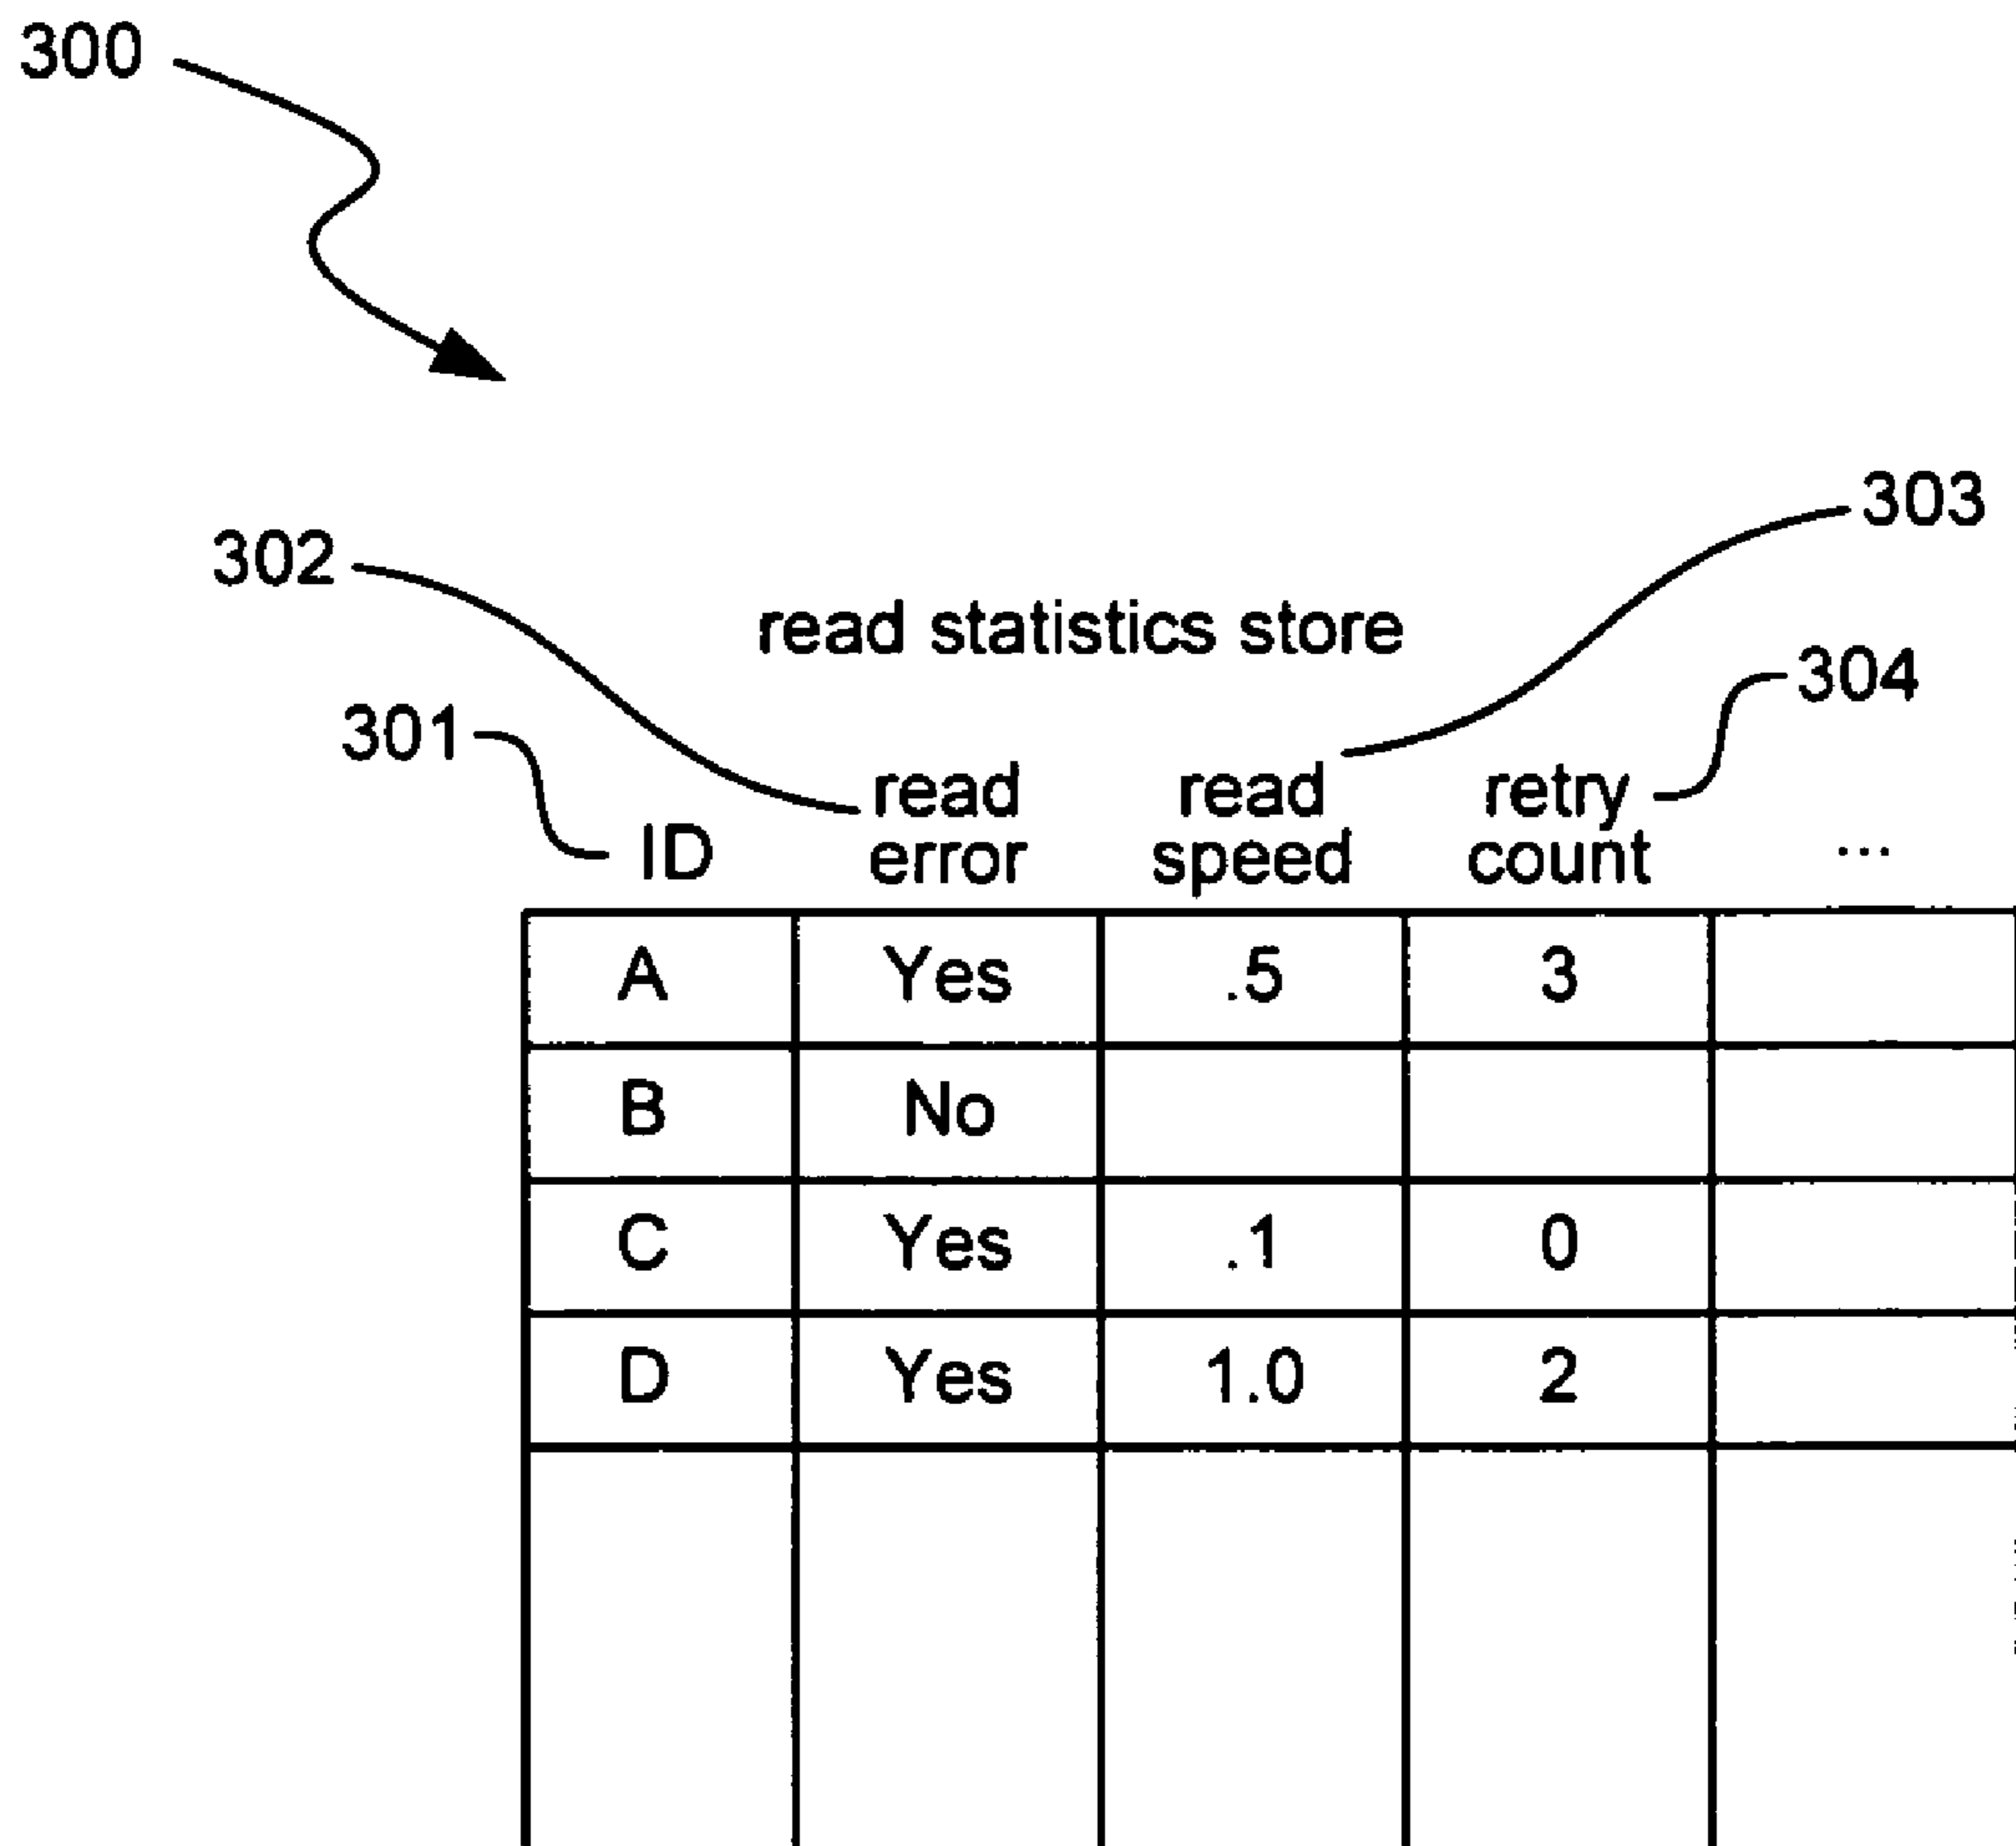 300
303
302
read statistics store
304
301
read read retry
ID error speed count ...
A Yes .5 3
B No
C Yes .1 0
D Yes 1.0 2